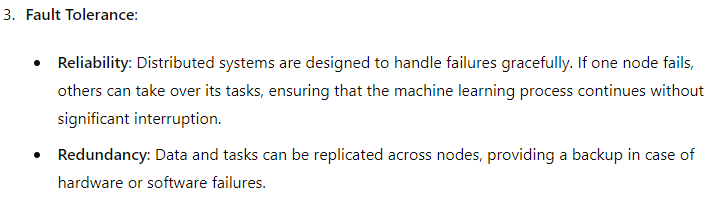 3. Fault Tolerance:
• Reliability: Distributed systems are designed to handle failures gracefully. If one node fails,
others can take over its tasks, ensuring that the machine learning process continues without
significant interruption.
• Redundancy: Data and tasks can be replicated across nodes, providing a backup in case of
hardware or software failures.